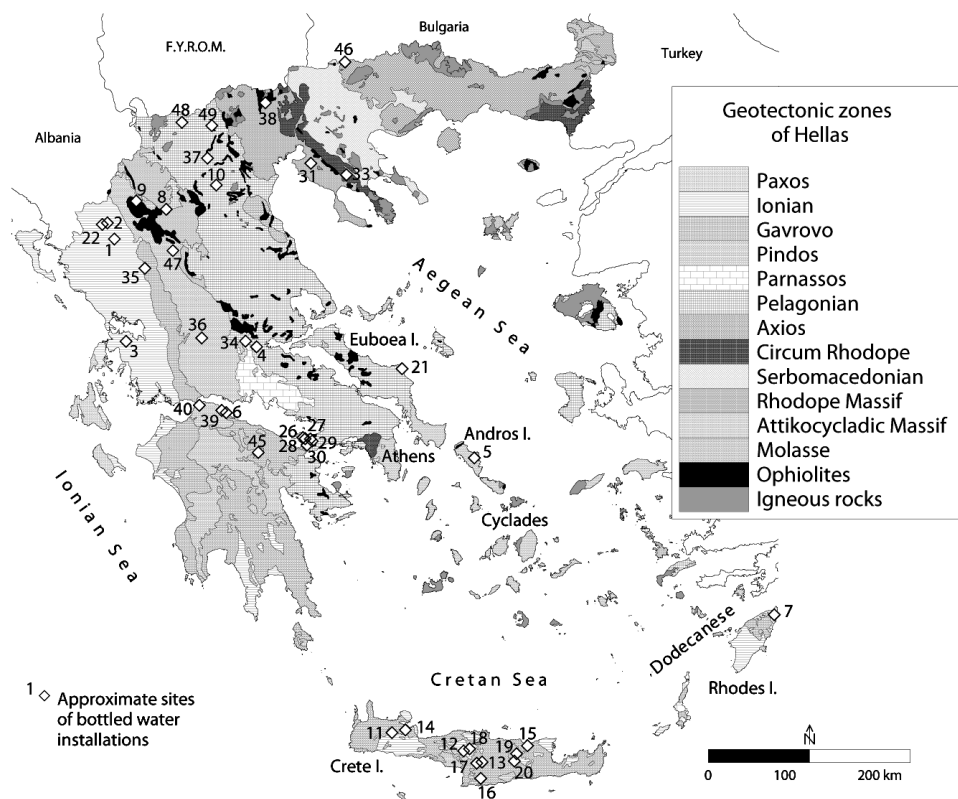 Bulgaria
F.Y.R.O.M.
46
Turkey
Albania
48
49
38
37
10
31
33
9
8
2
22
1
47
35
36
3
34
4
Euboea I.
21
Aegean Sea
40
39
6
26
27
28
29
30
45
Athens
Andros I.
5
Cyclades
Ionian Sea
Geotectonic zones
of Hellas
Paxos
Ionian
Gavrovo
Pindos
Parnassos
Pelagonian
Axios
Circum Rhodope
Serbomacedonian
Rhodope Massif
Attikocycladic Massif
Molasse
Ophiolites
Igneous rocks
7
Dodecanese
Rhodes I.
1 Approximate sites
of bottled water
installations
Cretan Sea
11
14
12
18
15
19
17
13
20
16
Crete I.
N
0 100 200 km